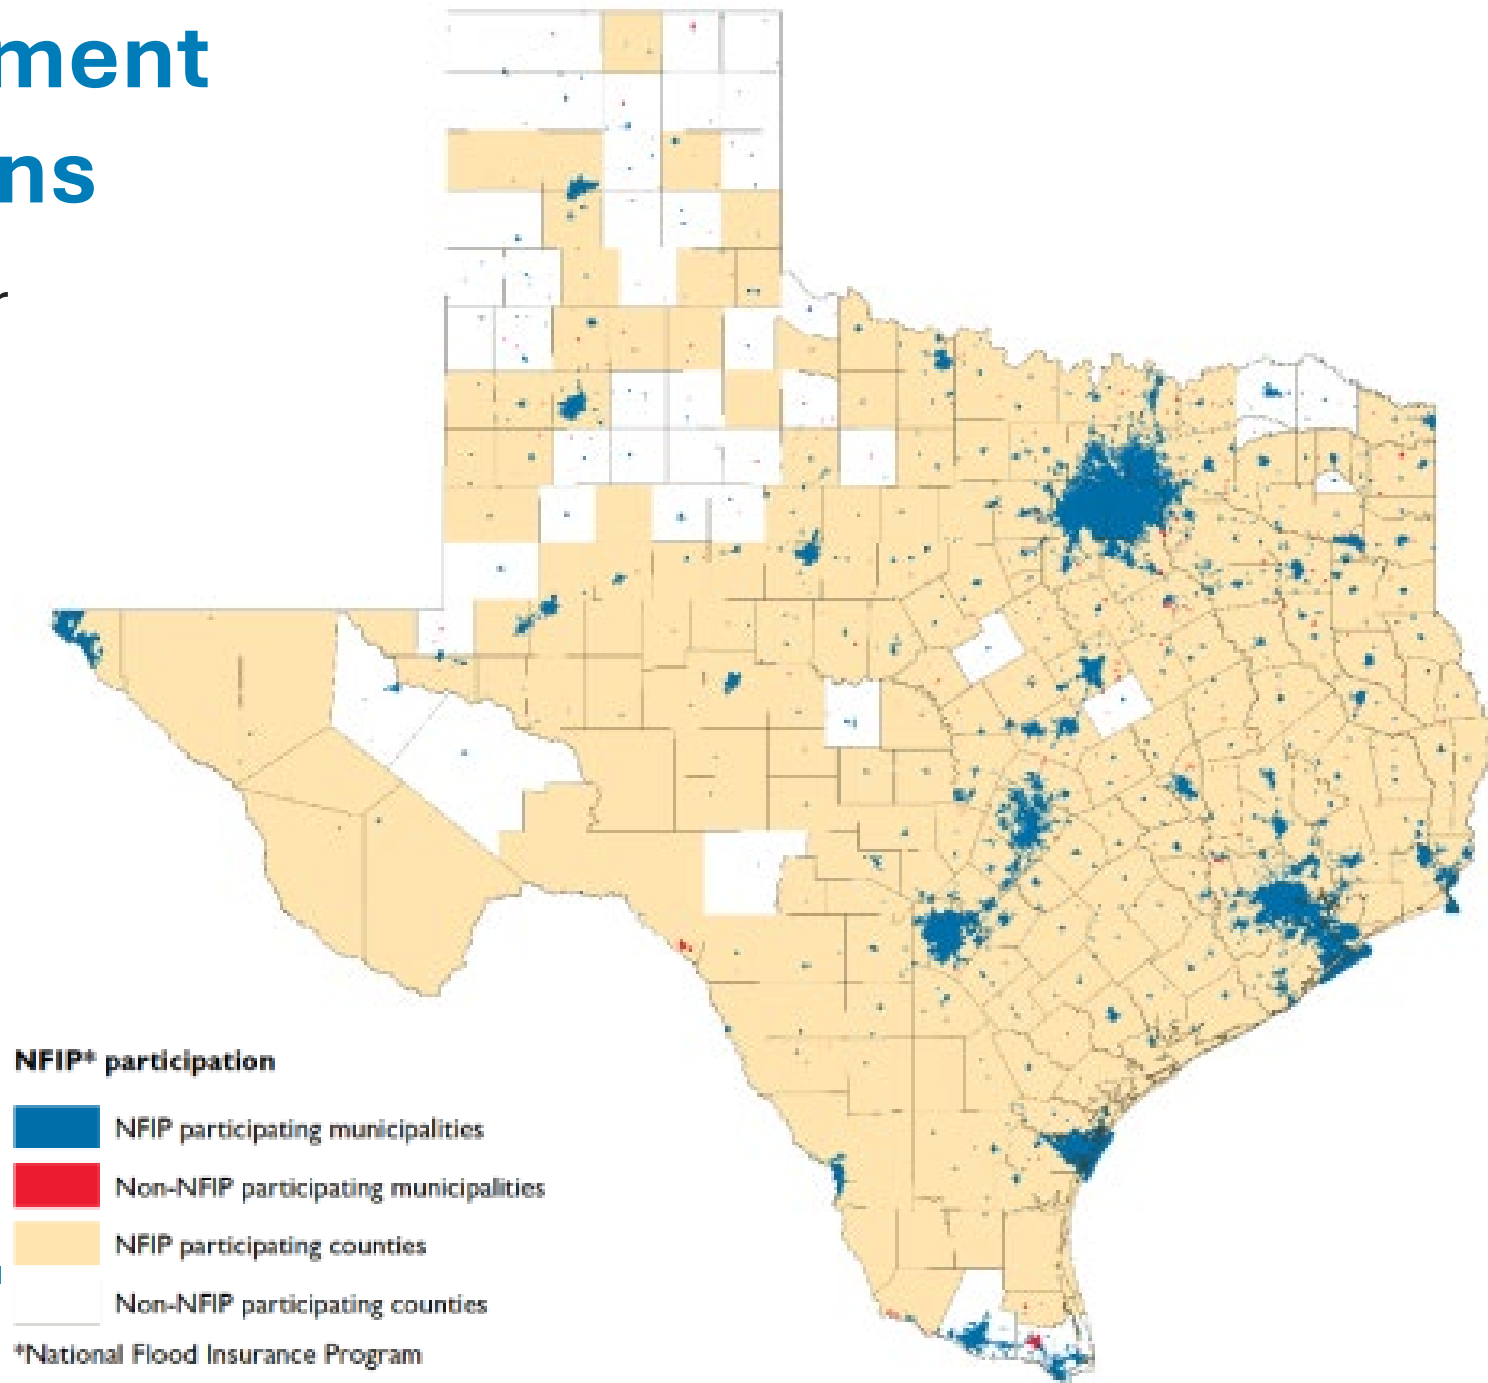 ment
ns
r
NFIP* participation
NFIP participating municipalities
Non-NFIP participating municipalities
NFIP participating counties
Non-NFIP participating counties
*National Flood Insurance Program